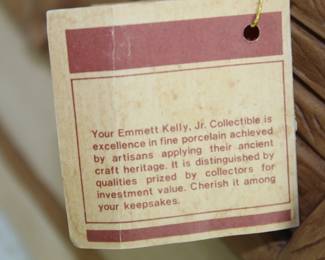 Your Emmett Kelly, Jr. Collectible is
excellence in fine porcelain achieved
by artisans applying their ancient
craft heritage. It is distinguished by
qualities prized by collectors for
investment value. Cherish it among
your keepsakes.